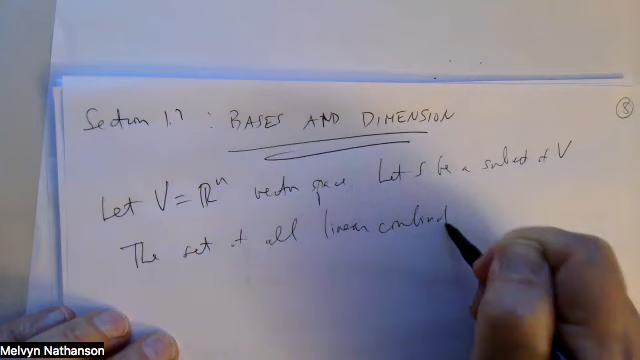 Section 1.7 : BASES AND DIMENSION
8
Let V = ℝⁿ vector space. Let S be a subset of V
The set of all linear combinat
Melvyn Nathanson